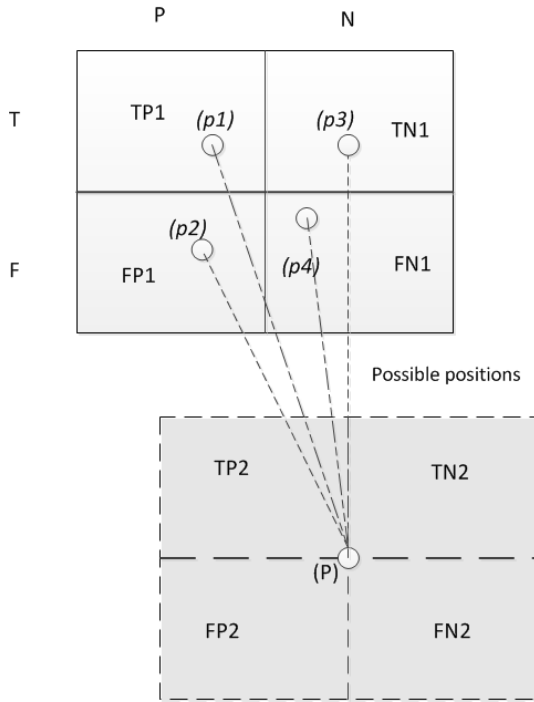 P
N
T
TP1
(p1)
(p3)
TN1
(p2)
F
FP1
(p4)
FN1
Possible positions
TP2
TN2
(P)
FP2
FN2